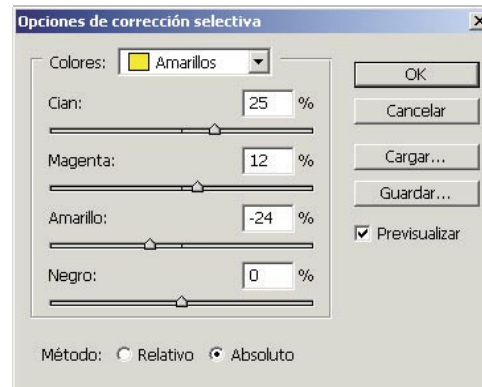 Opciones de corrección selectiva
Colores: Amarillos
Cian: 25 %
Magenta: 12 %
Amarillo: -24 %
Negro: 0 %
Método: Relativo Absoluto
OK
Cancelar
Cargar...
Guardar...
Previsualizar